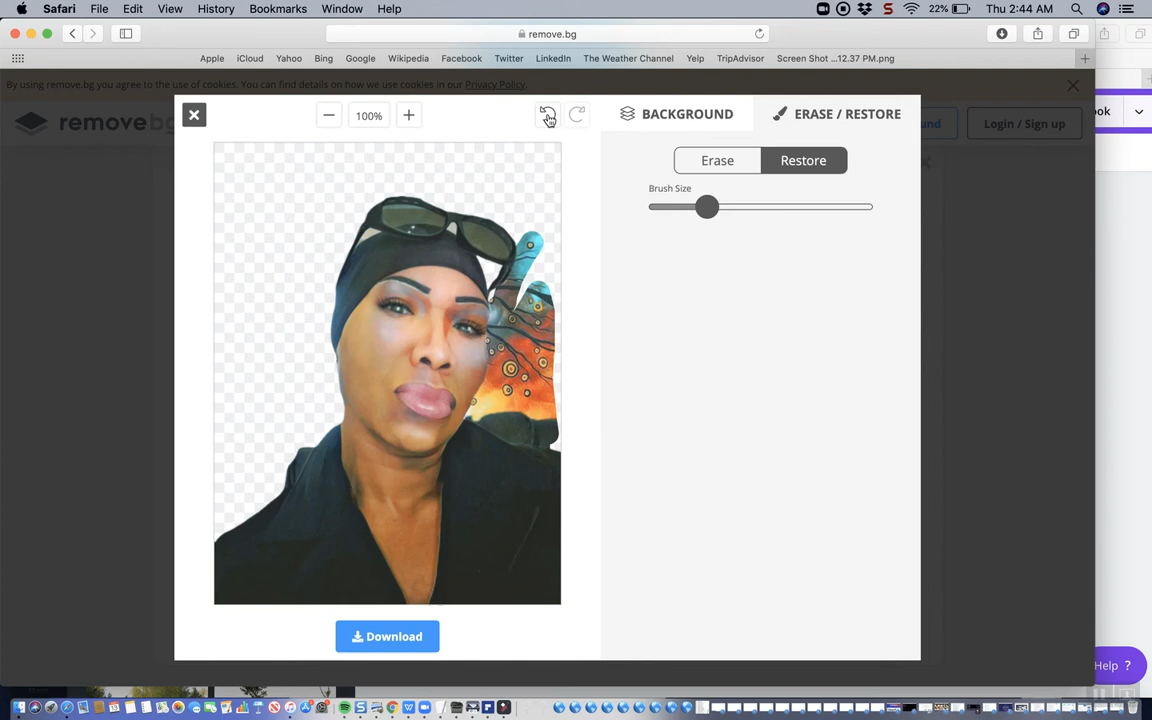 Safari File Edit View History Bookmarks Window Help 22% Thu 2:44 AM
remove.bg
Apple iCloud Yahoo Bing Google Wikipedia Facebook Twitter LinkedIn The Weather Channel Yelp TripAdvisor Screen Shot ...12.37 PM.png
By using remove.bg you agree to the use of cookies. You can find details on how we use cookies in our Privacy Policy.
removebg Login / Sign up
100% BACKGROUND ERASE / RESTORE
Erase Restore
Brush Size
Download
Help ?